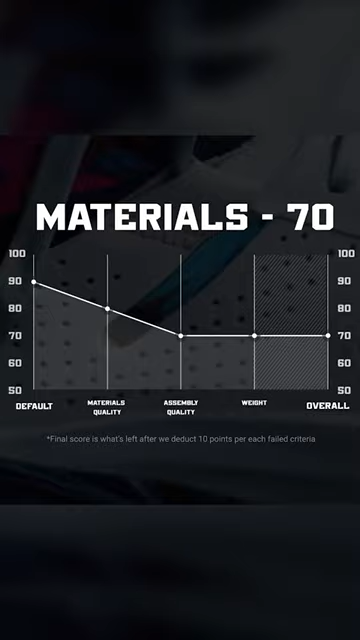 MATERIALS - 70
100 100
90 90
80 80
70 70
60 60
50 50
DEFAULT MATERIALS QUALITY ASSEMBLY QUALITY WEIGHT OVERALL
*Final score is what's left after we deduct 10 points per each failed criteria